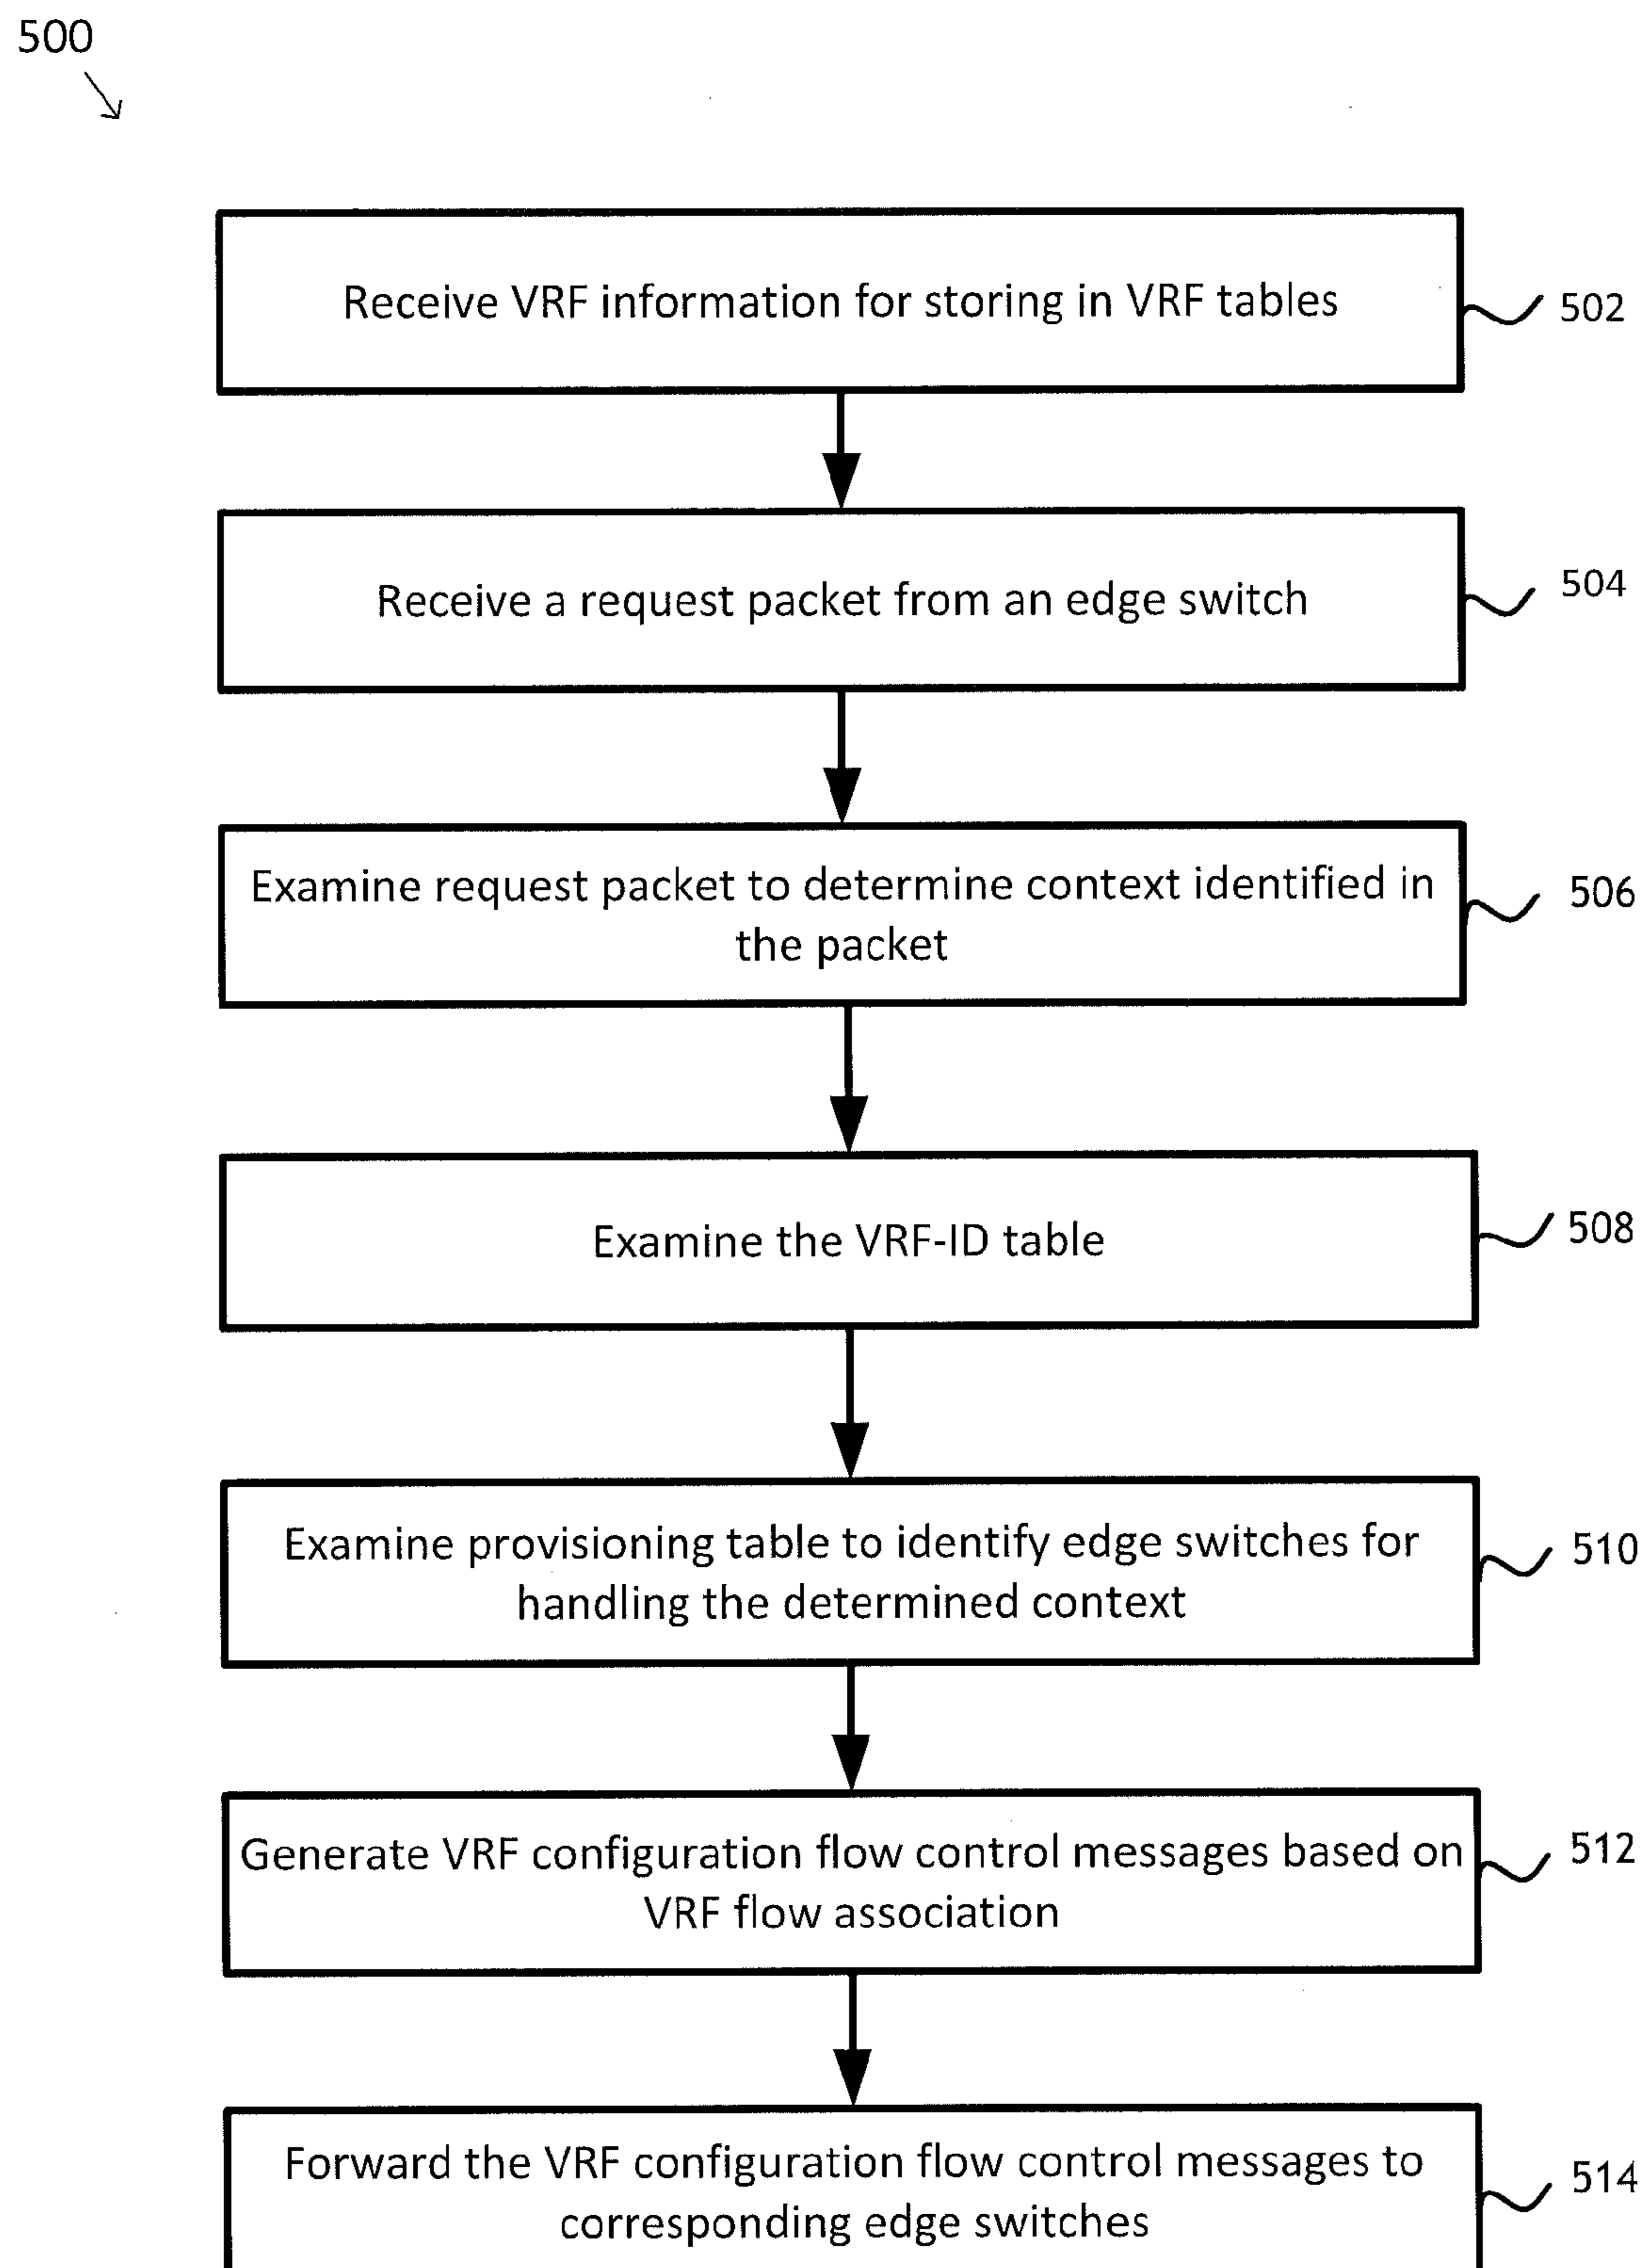 500
Receive VRF information for storing in VRF tables
502
Receive a request packet from an edge switch
504
Examine request packet to determine context identified in
the packet
506
Examine the VRF-ID table
508
Examine provisioning table to identify edge switches for
handling the determined context
510
Generate VRF configuration flow control messages based on
VRF flow association
512
Forward the VRF configuration flow control messages to
corresponding edge switches
514